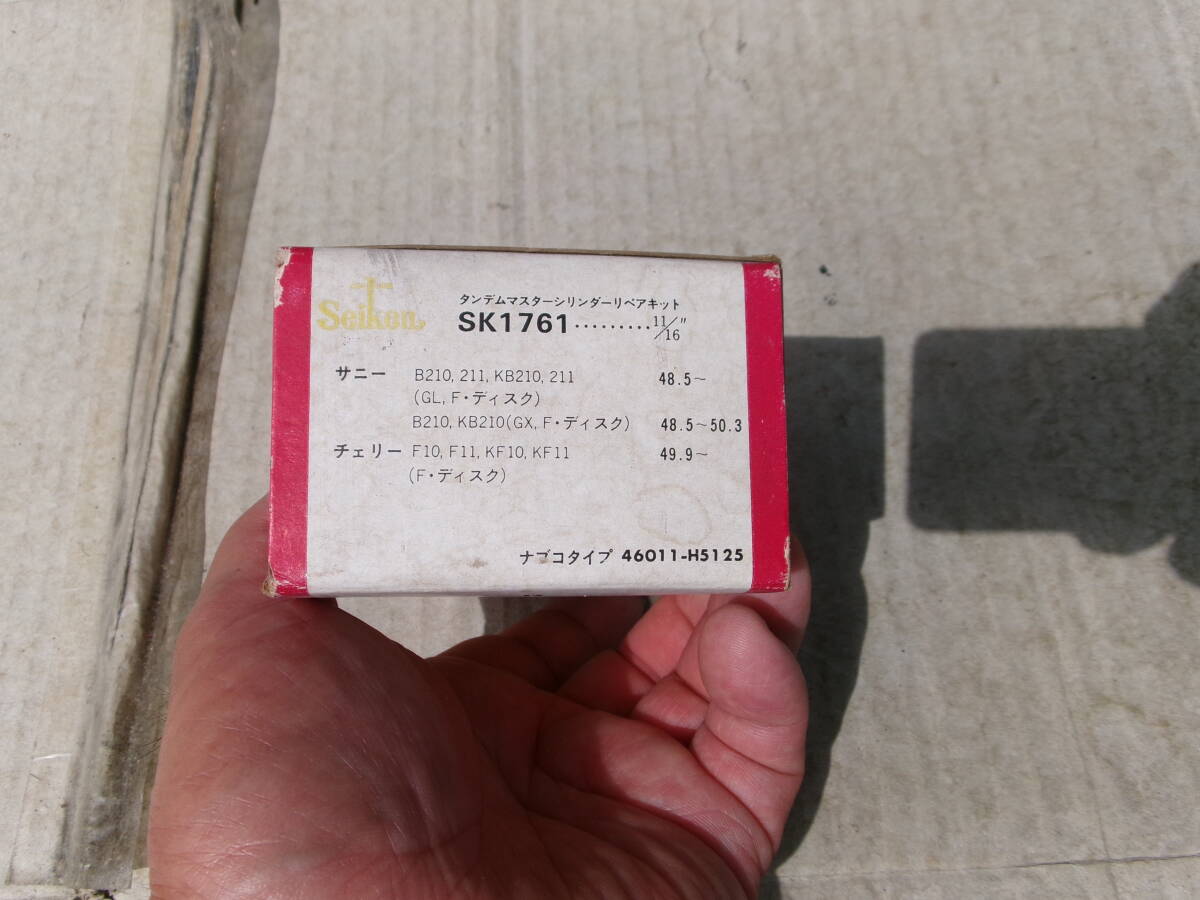 Seiken
タンデムマスターシリンダーリペアキット
SK1761·········11/16"
サニー B210, 211, KB210, 211 48.5〜
(GL, F・ディスク)
B210, KB210(GX, F・ディスク) 48.5〜50.3
チェリー F10, F11, KF10, KF11 49.9〜
(F・ディスク)
ナブコタイプ 46011-H5125